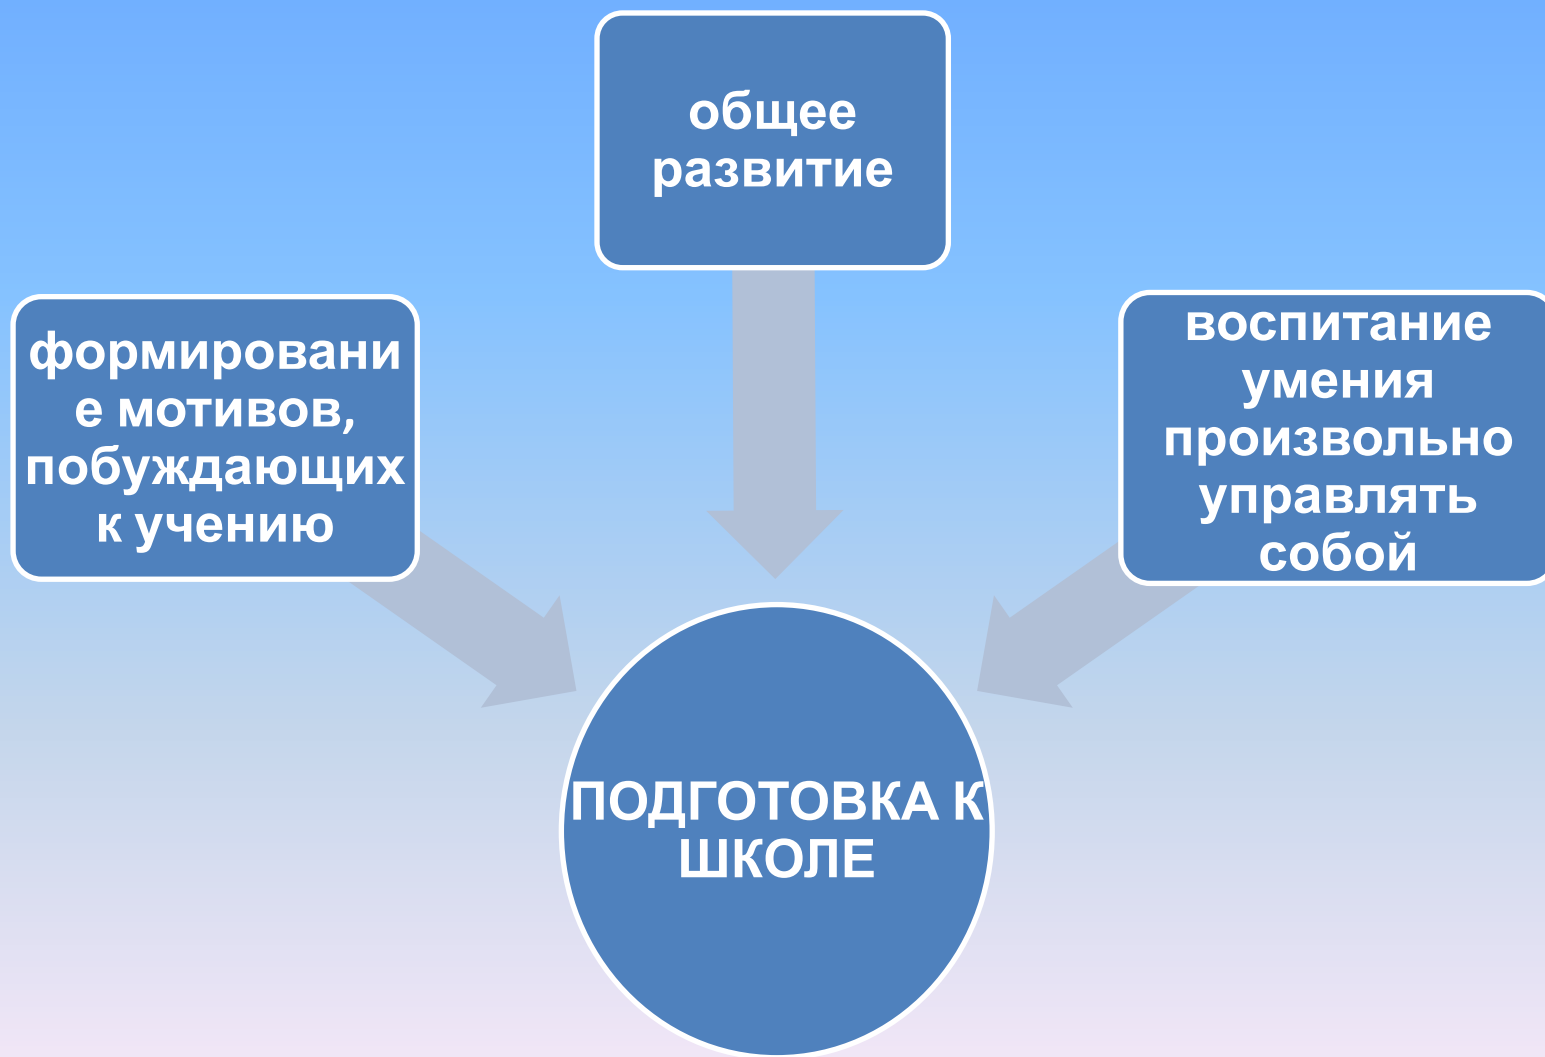 общее
развитие
формировани
е мотивов,
побуждающих
к учению
воспитание
умения
произвольно
управлять
собой
ПОДГОТОВКА К
ШКОЛЕ